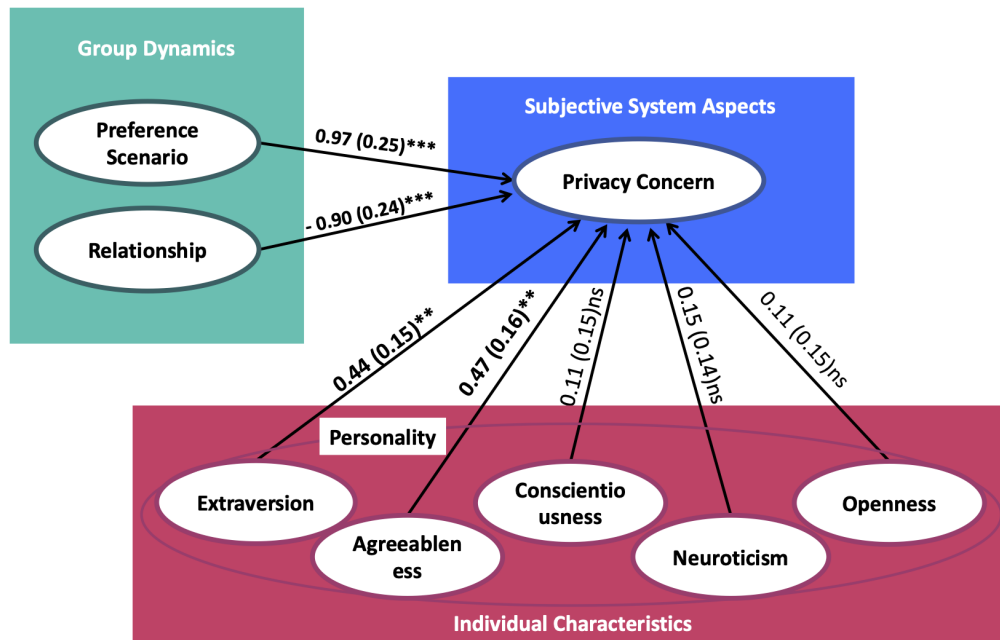 Group Dynamics
Preference
Scenario
Relationship
0.97 (0.25)***
- 0.90 (0.24)***
Subjective System Aspects
Privacy Concern
0.44 (0.15)**
0.47 (0.16)**
0.11 (0.15)ns
0.15 (0.14)ns
0.11 (0.15)ns
Personality
Extraversion
Agreeablen
ess
Conscientio
usness
Neuroticism
Openness
Individual Characteristics